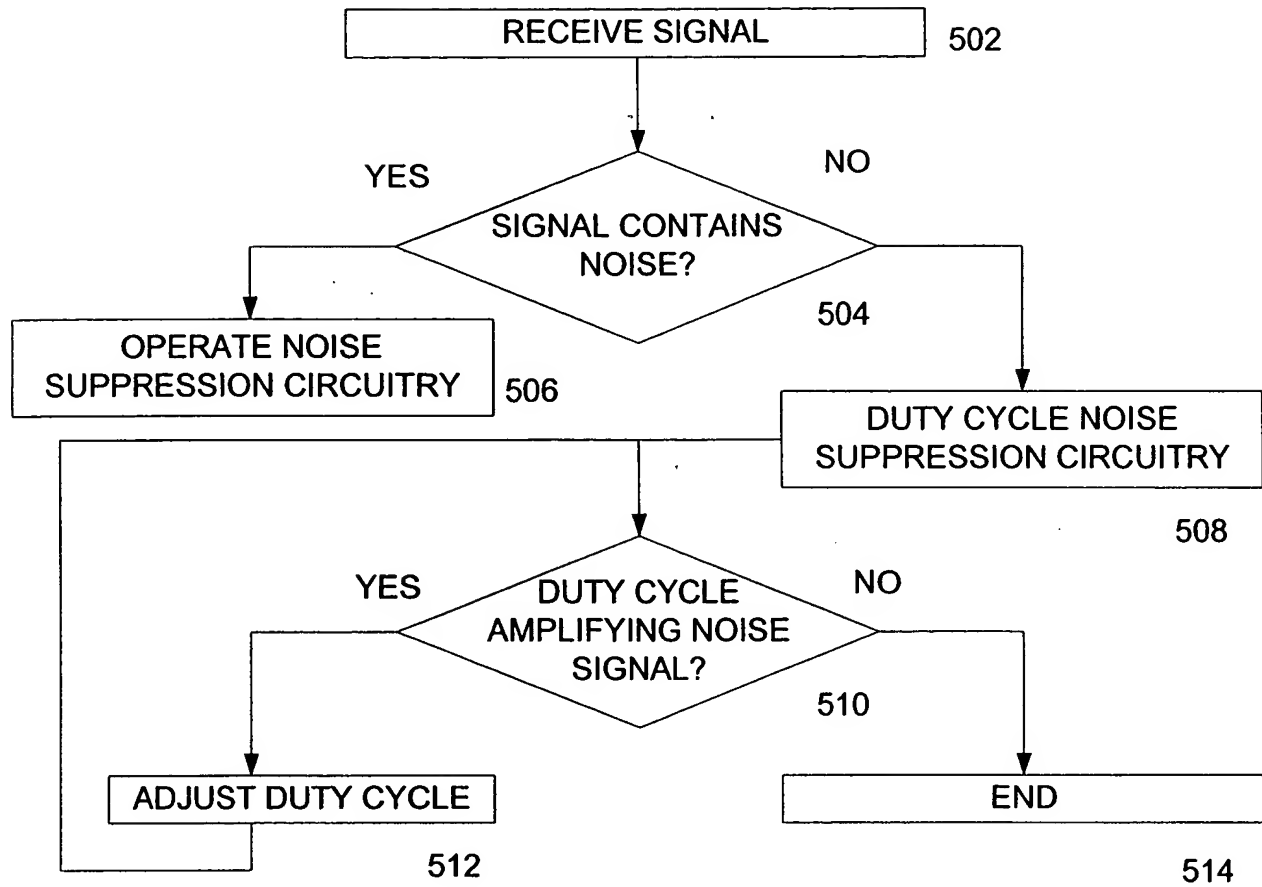 RECEIVE SIGNAL
502
YES
NO
SIGNAL CONTAINS
NOISE?
504
OPERATE NOISE
SUPPRESSION CIRCUITRY
506
DUTY CYCLE NOISE
SUPPRESSION CIRCUITRY
508
YES
NO
DUTY CYCLE
AMPLIFYING NOISE
SIGNAL?
510
ADJUST DUTY CYCLE
512
END
514